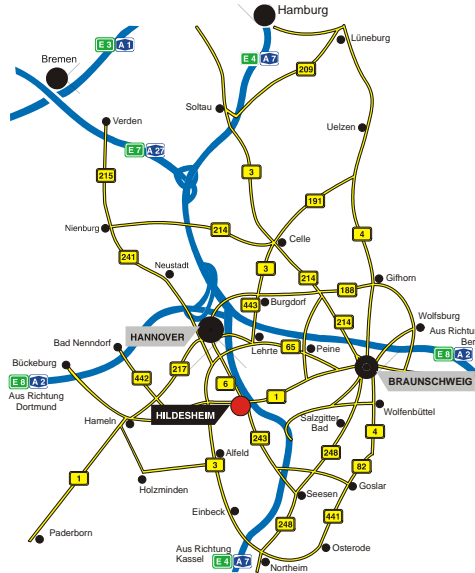 Hamburg
E 3 A 1
Lüneburg
Bremen
E 4 A 7
209
Soltau
Verden
Uelzen
E 7 A 27
215
3
191
Nienburg
214
4
Celle
241
Neustadt
3
214
Gifhorn
188
443
Burgdorf
214
Wolfsburg
HANNOVER
Aus Richtung
Ber
Bad Nenndorf
Lehrte
65
Peine
E 8 A 2
Bückeburg
217
E 8 A 2
442
6
BRAUNSCHWEIG
Aus Richtung
Dortmund
1
HILDESHEIM
Wolfenbüttel
Hameln
Salzgitter
Bad
243
4
Alfeld
248
3
82
1
Holzminden
Seesen
Goslar
Einbeck
441
248
Paderborn
Aus Richtung
Kassel
Osterode
E 4 A 7
Northeim